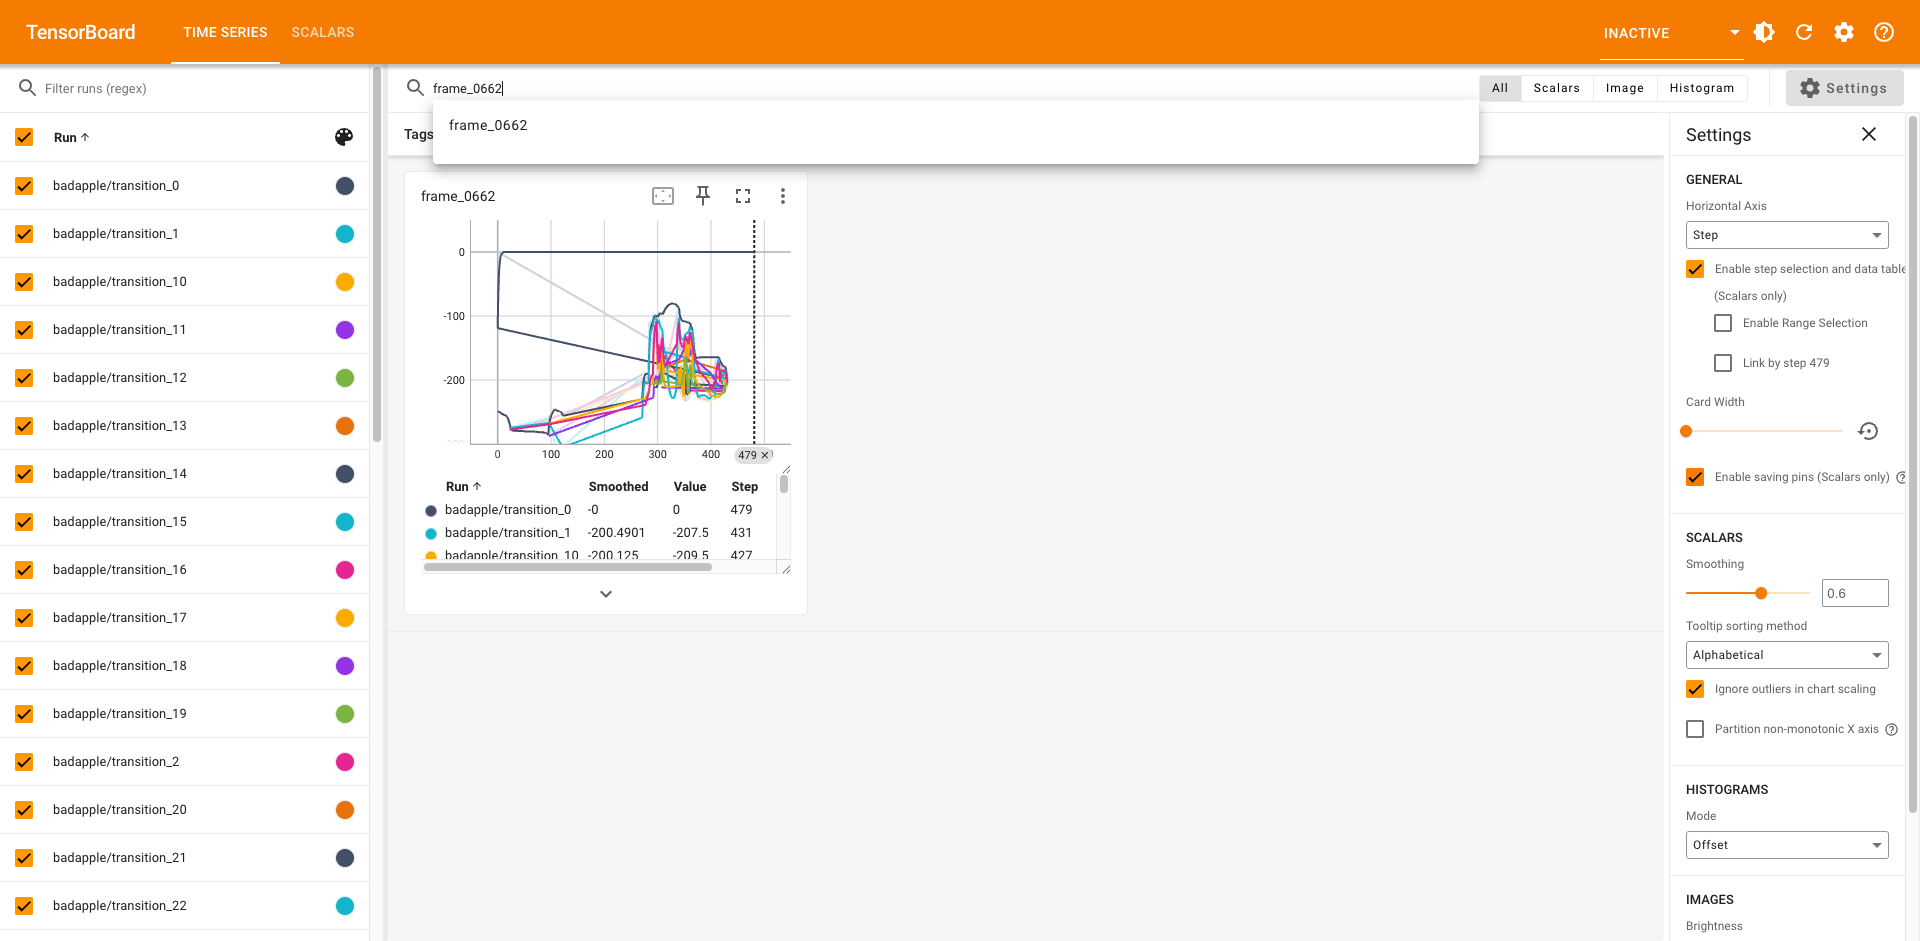 TensorBoard
TIME SERIES
SCALARS
INACTIVE
Filter runs (regex)
frame_0662
All
Scalars
Image
Histogram
Settings
frame_0662
Tags
Run
badapple/transition_0
badapple/transition_1
badapple/transition_10
badapple/transition_11
badapple/transition_12
badapple/transition_13
badapple/transition_14
badapple/transition_15
badapple/transition_16
badapple/transition_17
badapple/transition_18
badapple/transition_19
badapple/transition_2
badapple/transition_20
badapple/transition_21
badapple/transition_22
frame_0662
0
-100
-200
0 100 200 300 400 479
Run Smoothed Value Step
badapple/transition_0 -0 0 479
badapple/transition_1 -200.4901 -207.5 431
badapple/transition_10 -200.125 -209.5 427
Settings
GENERAL
Horizontal Axis
Step
Enable step selection and data table
(Scalars only)
Enable Range Selection
Link by step 479
Card Width
Enable saving pins (Scalars only)
SCALARS
Smoothing
0.6
Tooltip sorting method
Alphabetical
Ignore outliers in chart scaling
Partition non-monotonic X axis
HISTOGRAMS
Mode
Offset
IMAGES
Brightness